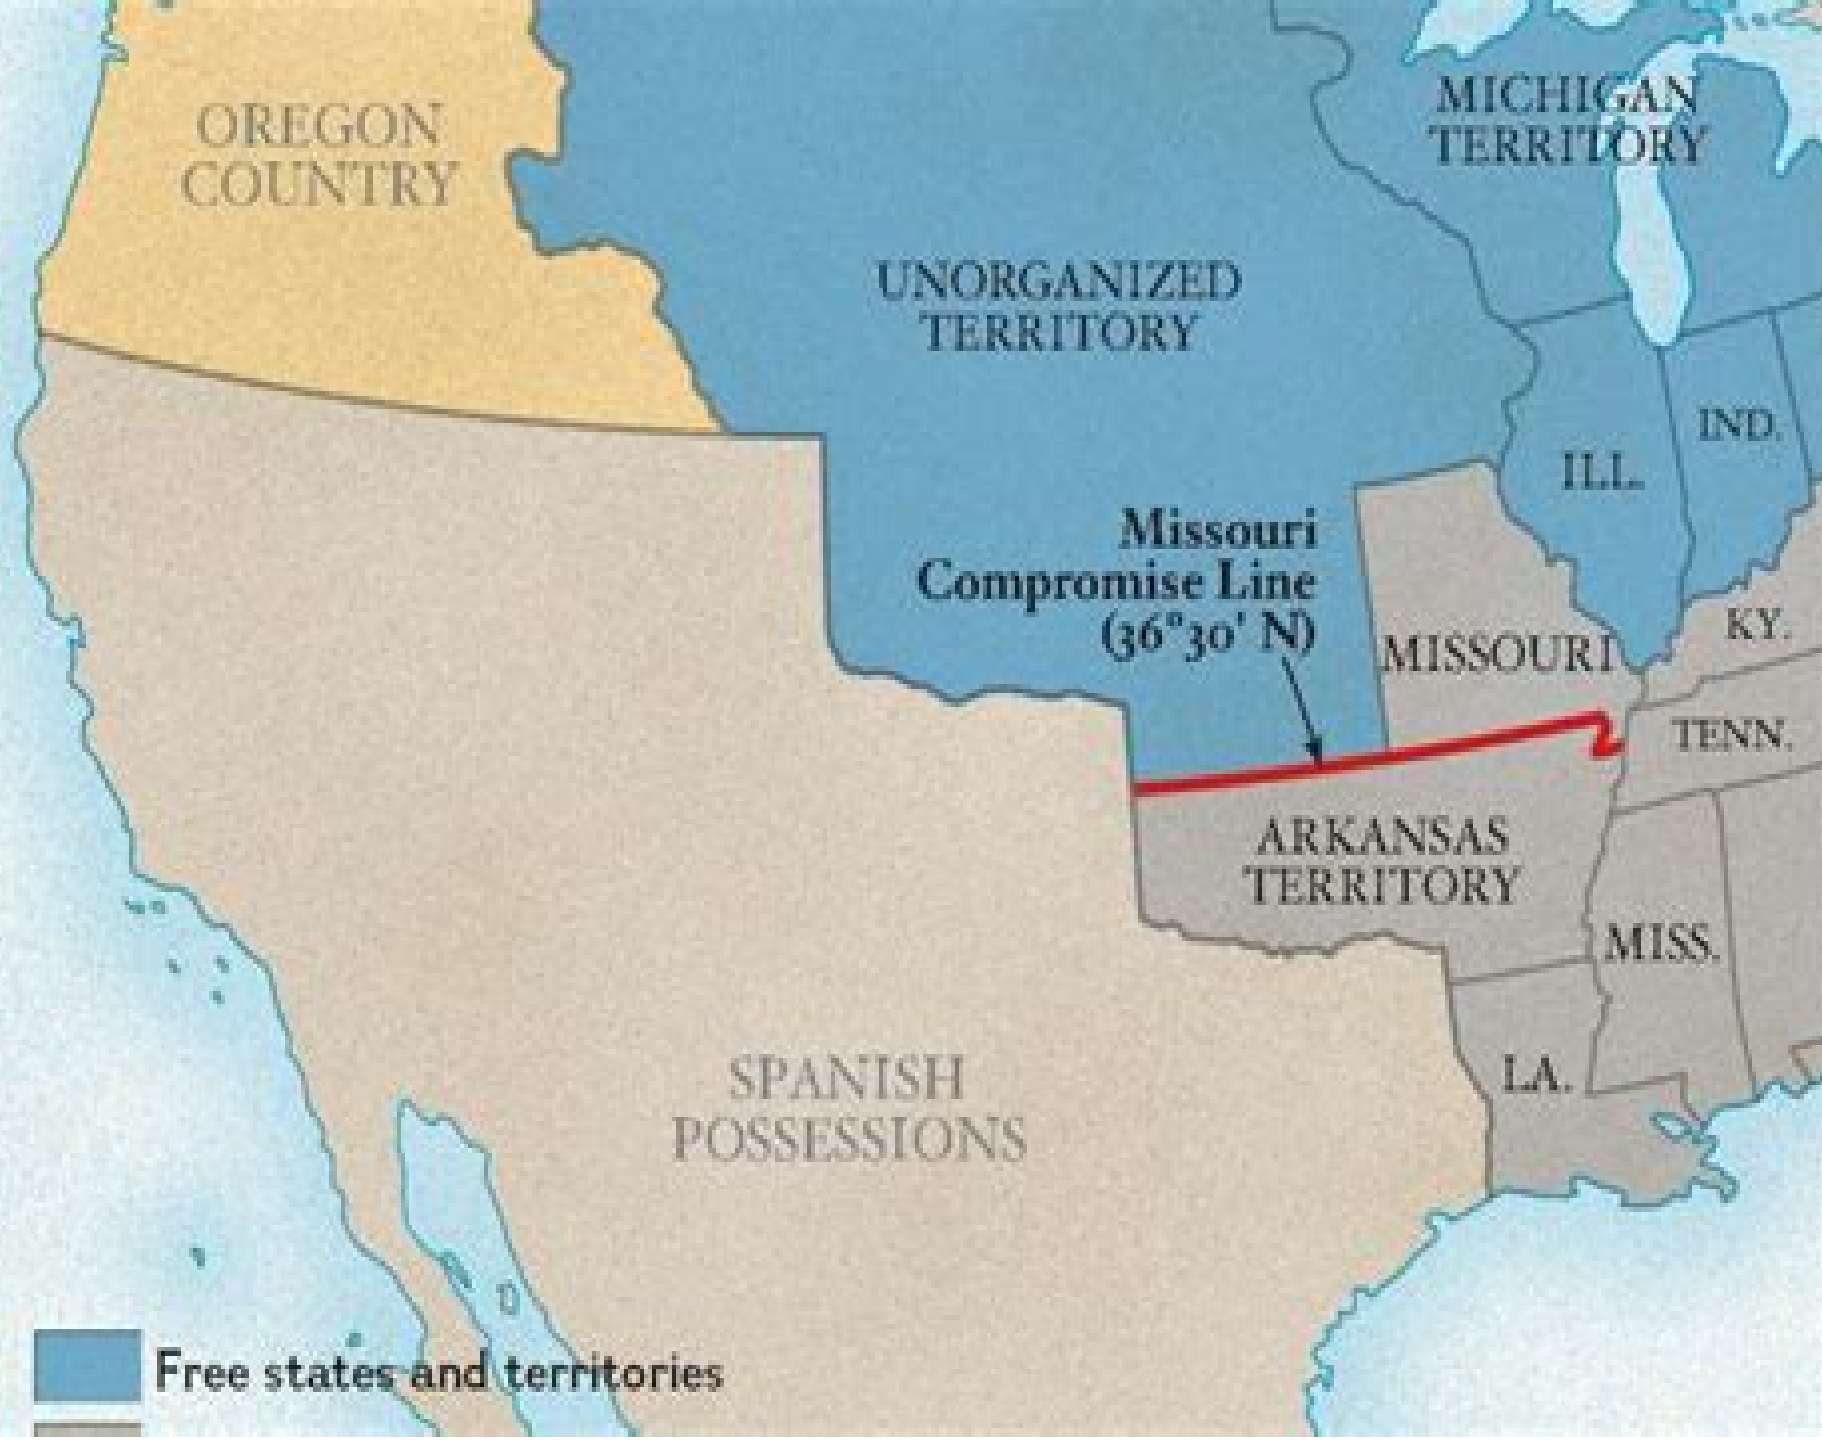 OREGON
COUNTRY
MICHIGAN
TERRITORY
UNORGANIZED
TERRITORY
IND.
ILL.
Missouri
Compromise Line
(36°30' N)
MISSOURI
KY.
TENN.
ARKANSAS
TERRITORY
MISS.
LA.
SPANISH
POSSESSIONS
Free states and territories